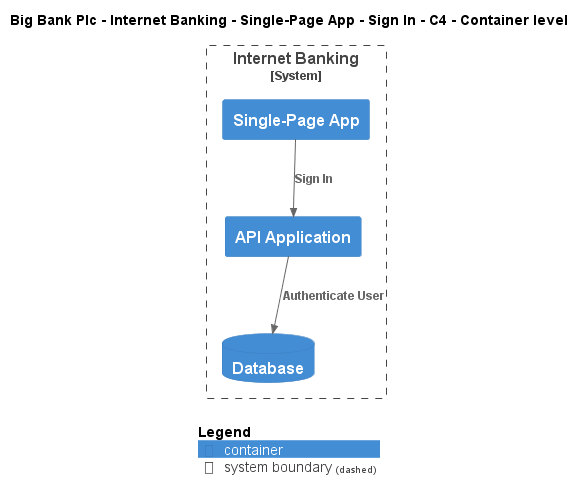 Big Bank Plc - Internet Banking - Single-Page App - Sign In - C4 - Container level
Internet Banking
[System]
Single-Page App
Sign In
API Application
Authenticate User
Database
Legend
container
system boundary (dashed)